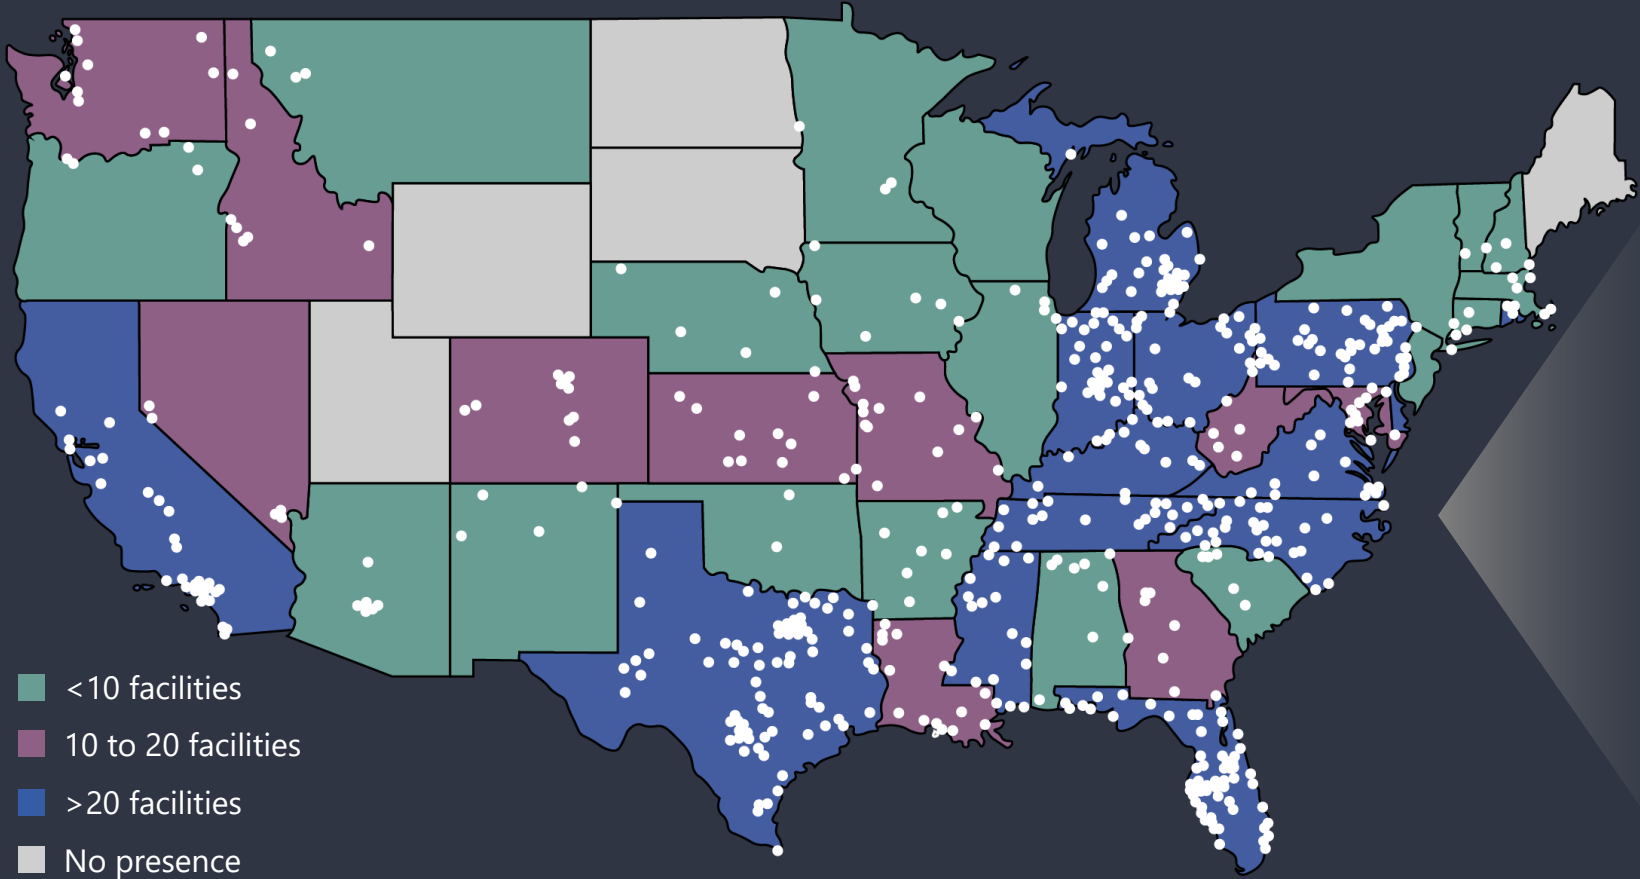 <10 facilities
10 to 20 facilities
>20 facilities
No presence